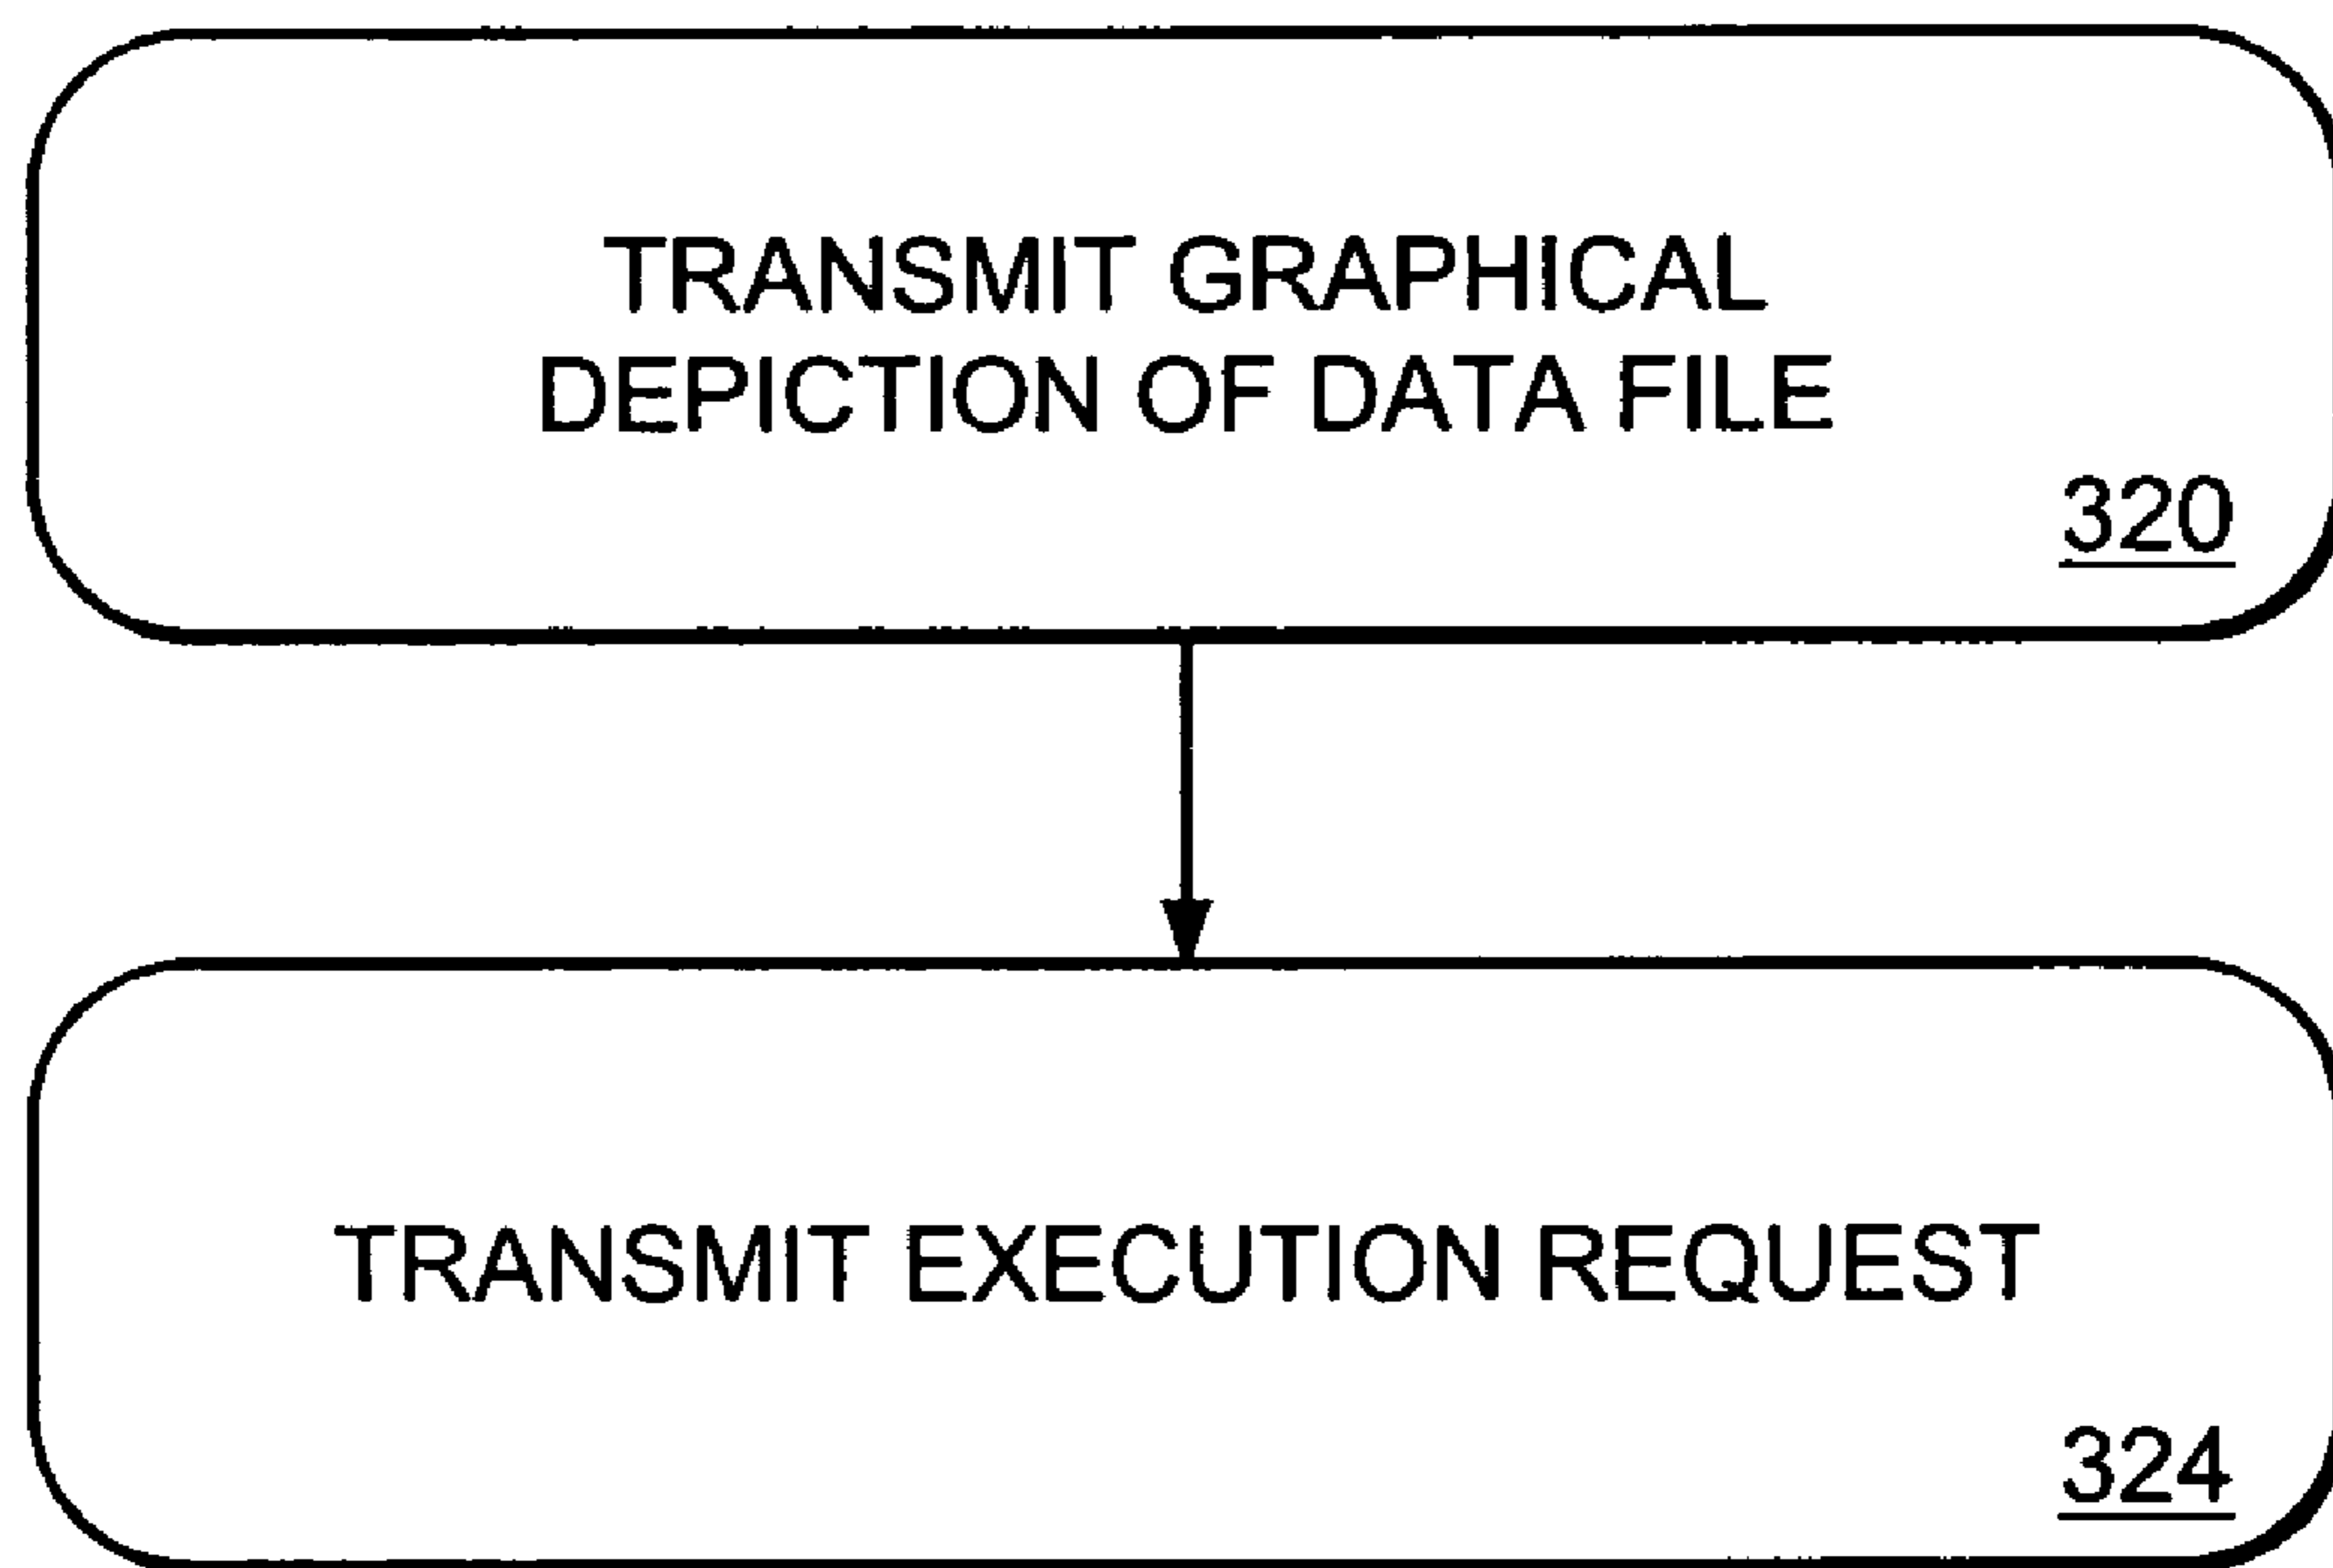 TRANSMIT GRAPHICAL
DEPICTION OF DATA FILE
320
TRANSMIT EXECUTION REQUEST
324